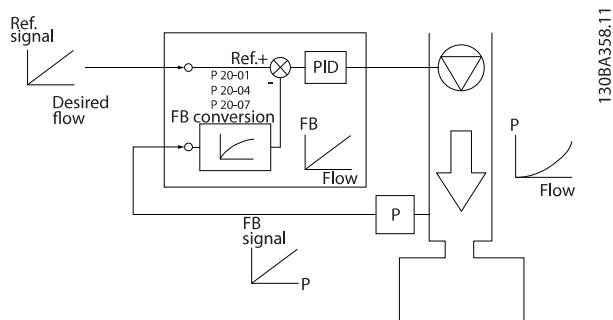 Ref.
signal
Desired
flow
Ref.+
-
P 20-01
P 20-04
P 20-07
FB conversion
PID
FB
Flow
P
FB
signal
P
P
Flow
130BA358.11